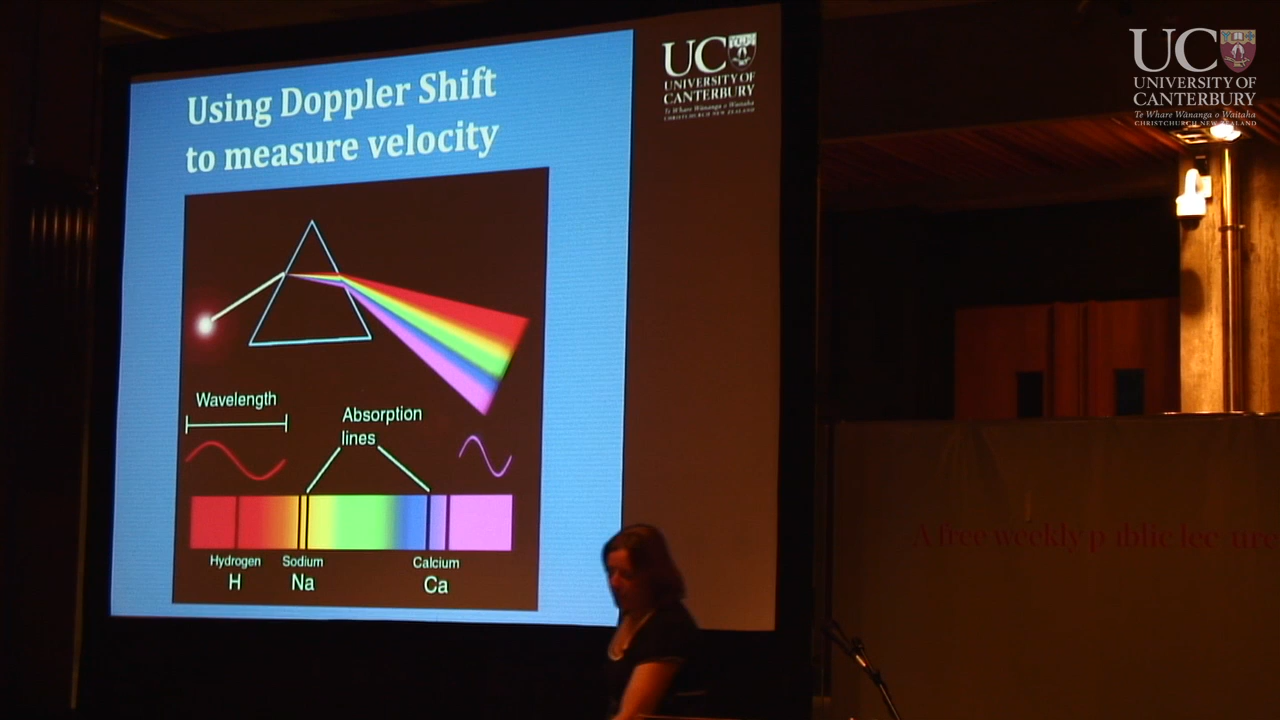 Using Doppler Shift
to measure velocity
Wavelength
Absorption
lines
Hydrogen
Sodium
Calcium
H
Na
Ca
UC
UNIVERSITY OF
CANTERBURY
Te Whare Wānanga o Waitaha
CHRISTCHURCH NEW ZEALAND
UC
UNIVERSITY OF
CANTERBURY
Te Whare Wānanga o Waitaha
CHRISTCHURCH NEW ZEALAND
A free weekly public lecture